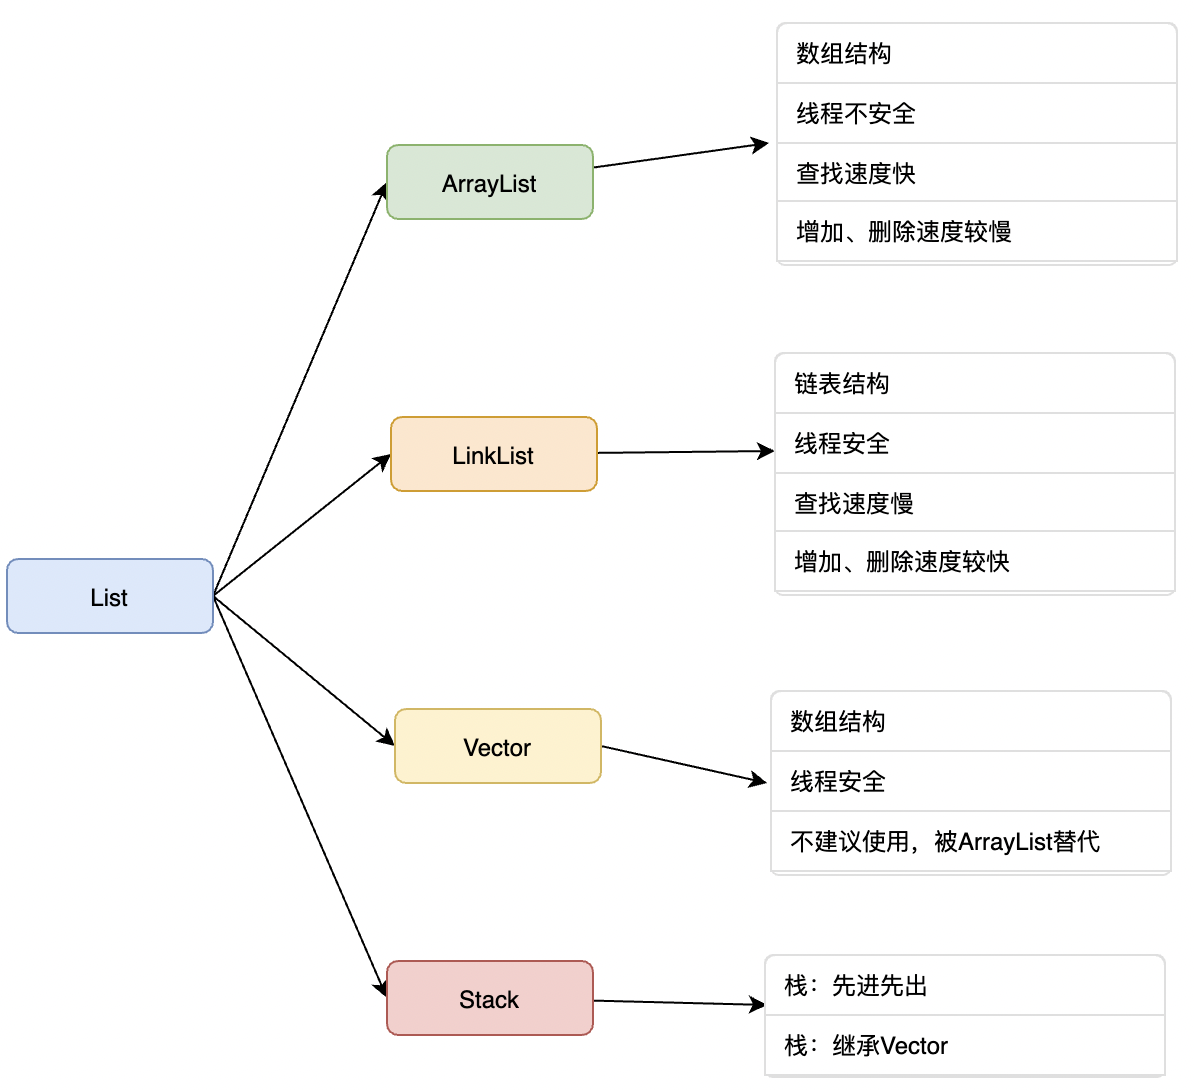 List
ArrayList
数组结构
线程不安全
查找速度快
增加、删除速度较慢
LinkList
链表结构
线程安全
查找速度慢
增加、删除速度较快
Vector
数组结构
线程安全
不建议使用，被ArrayList替代
Stack
栈：先进先出
栈：继承Vector